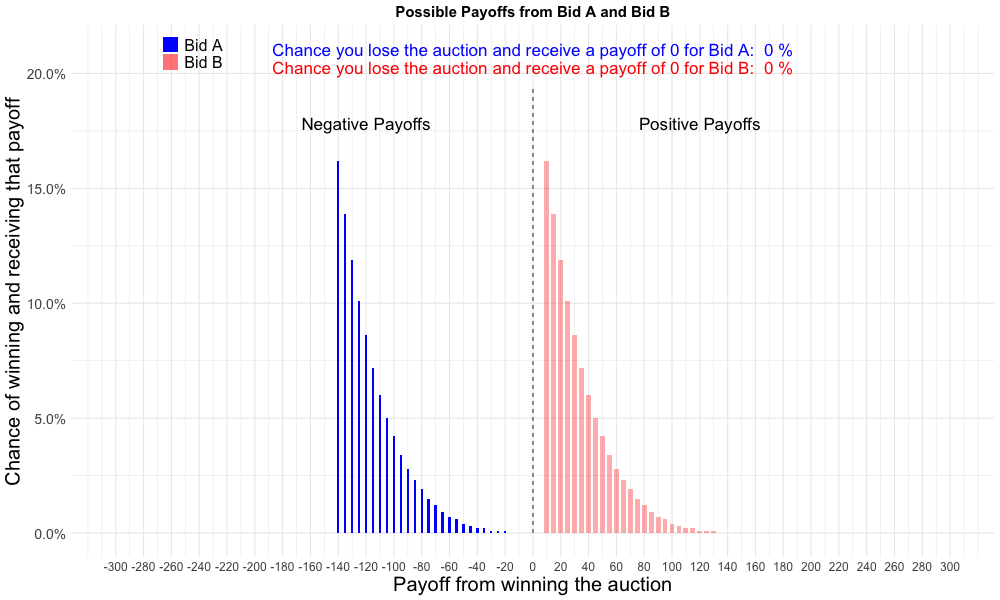 Possible Payoffs from Bid A and Bid B
Bid A
Bid B
Chance you lose the auction and receive a payoff of 0 for Bid A:  0 %
Chance you lose the auction and receive a payoff of 0 for Bid B:  0 %
Negative Payoffs
Positive Payoffs
Chance of winning and receiving that payoff
20.0%
15.0%
10.0%
5.0%
0.0%
-300 -280 -260 -240 -220 -200 -180 -160 -140 -120 -100 -80 -60 -40 -20 0 20 40 60 80 100 120 140 160 180 200 220 240 260 280 300
Payoff from winning the auction